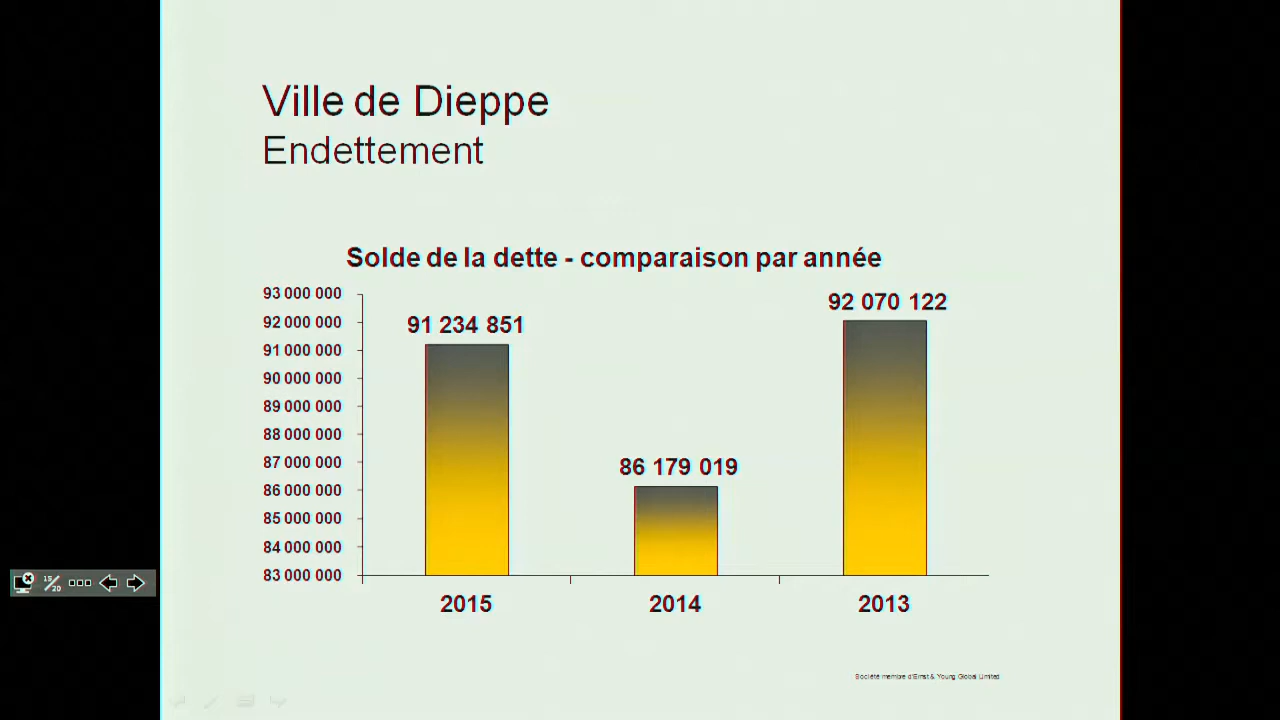 Ville de Dieppe
Endettement
Solde de la dette - comparaison par année
93 000 000
92 000 000
91 000 000
90 000 000
89 000 000
88 000 000
87 000 000
86 000 000
85 000 000
84 000 000
83 000 000
91 234 851
86 179 019
92 070 122
2015
2014
2013
15/20
Société membre d'Ernst & Young Global Limited